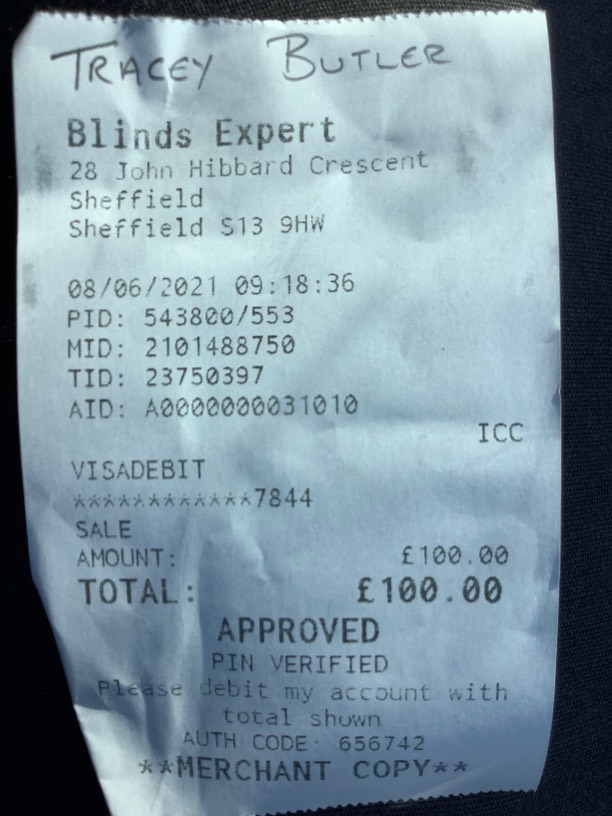 TRACEY BUTLER
Blinds Expert
28 John Hibbard Crescent
Sheffield
Sheffield S13 9HW
08/06/2021 09:18:36
PID: 543800/553
MID: 2101488750
TID: 23750397
AID: A0000000031010
ICC
VISADEBIT
************7844
SALE
AMOUNT: £100.00
TOTAL: £100.00
APPROVED
PIN VERIFIED
Please debit my account with
total shown
AUTH CODE: 656742
**MERCHANT COPY**